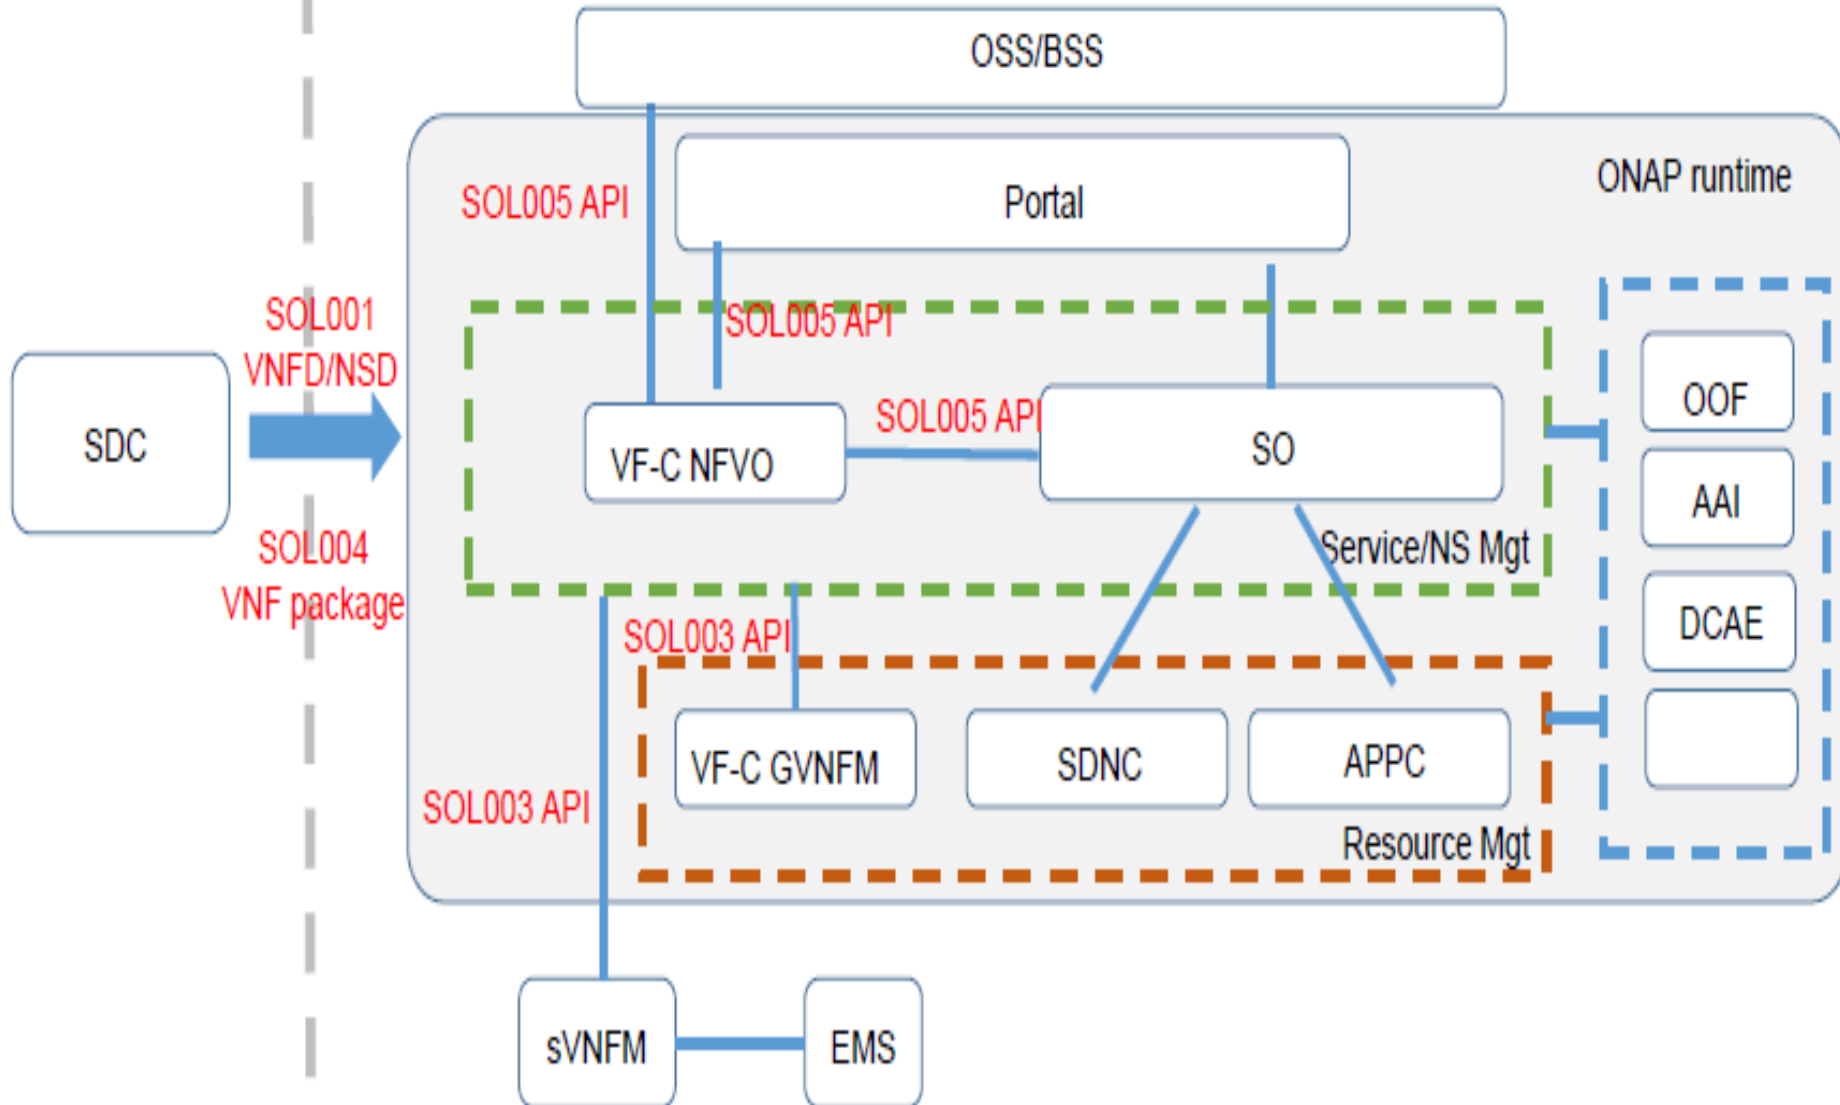 OSS/BSS
ONAP runtime
Portal
SOL005 API
SOL001
VNFD/NSD
SOL005 API
SDC
SOL005 API
VF-C NFVO
SO
OOF
AAI
SOL004
VNF package
Service/NS Mgt
DCAE
SOL003 API
VF-C GVNFM
SDNC
APPC
SOL003 API
Resource Mgt
sVNFM
EMS